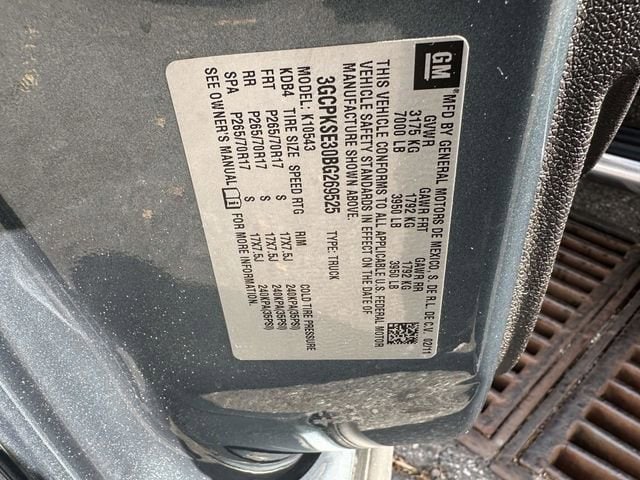 GM
MFD BY GENERAL MOTORS DE MEXICO, S. DE R.L. DE C.V. 02/11
GVWR GAWR FRT GAWR RR
3175 KG 1792 KG 1792 KG
7000 LB 3950 LB 3950 LB
THIS VEHICLE CONFORMS TO ALL APPLICABLE U.S. FEDERAL MOTOR
VEHICLE SAFETY STANDARDS IN EFFECT ON THE DATE OF
MANUFACTURE SHOWN ABOVE.
3GCPKSE30BG269525 TYPE: TRUCK
MODEL: K10543
KDB4 TIRE SIZE SPEED RTG RIM COLD TIRE PRESSURE
FRT P265/70R17 S 17X7.5J 240KPA(35PSI)
RR P265/70R17 S 17X7.5J 240KPA(35PSI)
SPA P265/70R17 S 17X7.5J 240KPA(35PSI)
SEE OWNER'S MANUAL i FOR MORE INFORMATION.